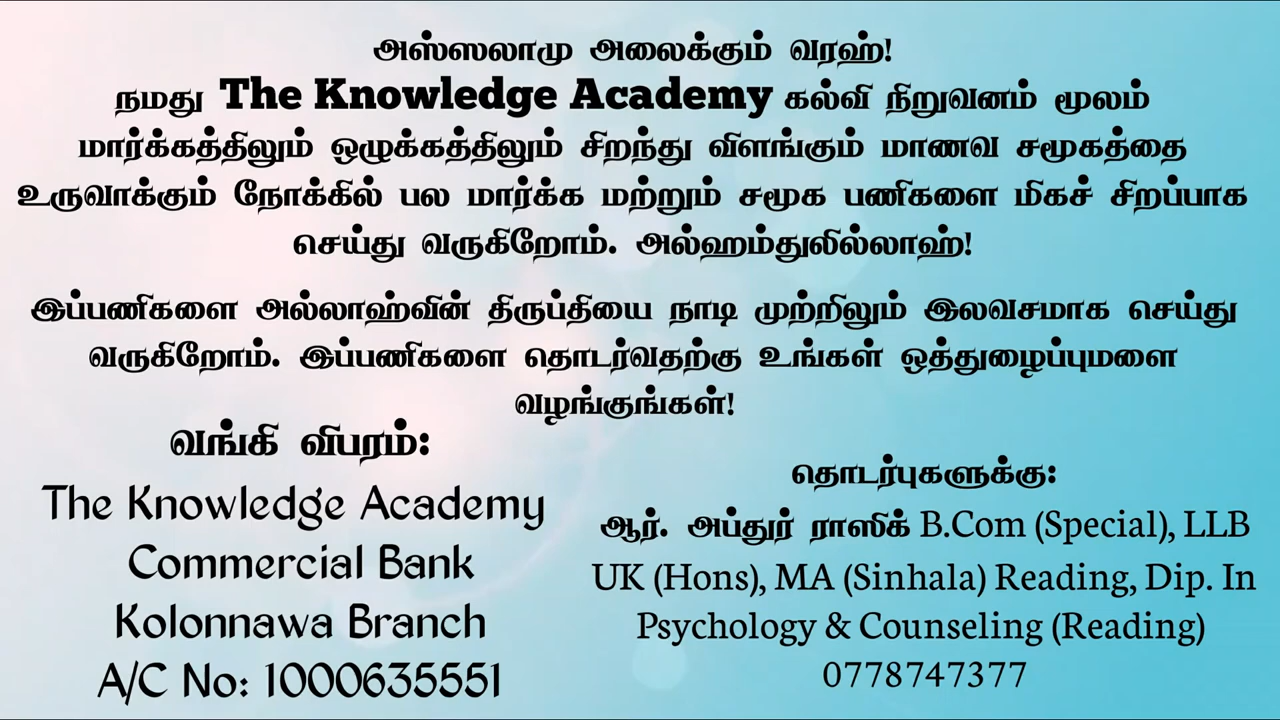 அஸ்ஸலாமு அலைக்கும் வரஹ்!
நமது The Knowledge Academy கல்வி நிறுவனம் மூலம்
மார்க்கத்திலும் ஒழுக்கத்திலும் சிறந்து விளங்கும் மாணவ சமூகத்தை
உருவாக்கும் நோக்கில் பல மார்க்க மற்றும் சமூக பணிகளை மிகச் சிறப்பாக
செய்து வருகிறோம். அல்ஹம்துலில்லாஹ்!
இப்பணிகளை அல்லாஹ்வின் திருப்தியை நாடி முற்றிலும் இலவசமாக செய்து
வருகிறோம். இப்பணிகளை தொடர்வதற்கு உங்கள் ஒத்துழைப்புமளை
வழங்குங்கள்!
வங்கி விபரம்:
The Knowledge Academy
Commercial Bank
Kolonnawa Branch
A/C No: 1000635551
தொடர்புகளுக்கு:
ஆர். அப்துர் ராஸிக் B.Com (Special), LLB
UK (Hons), MA (Sinhala) Reading, Dip. In
Psychology & Counseling (Reading)
0778747377